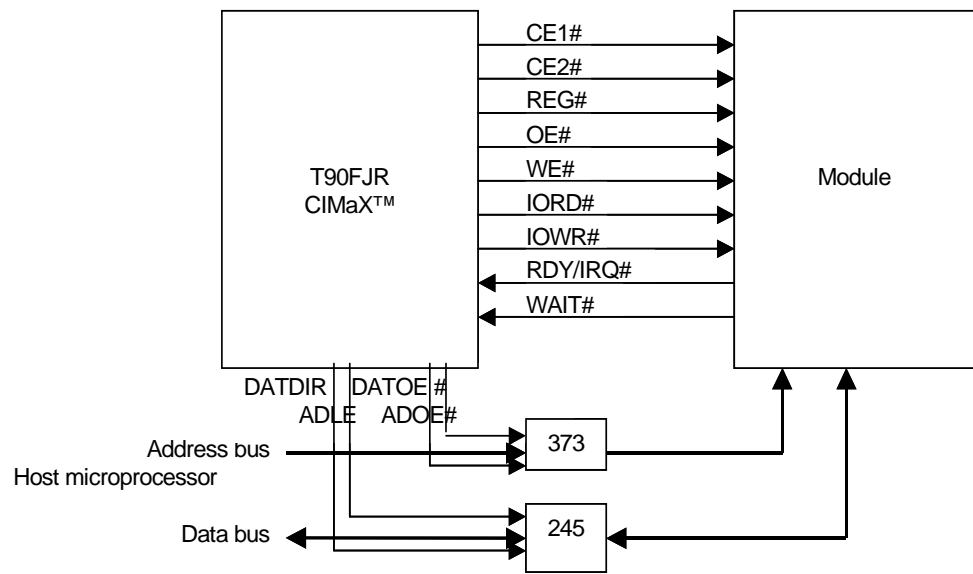 CE1#
CE2#
REG#
OE#
WE#
IORD#
IOWR#
RDY/IRQ#
WAIT#
T90FJR
CIMaX™
Module
DATDIR DATOE #
ADLE ADOE#
373
Address bus
Host microprocessor
245
Data bus